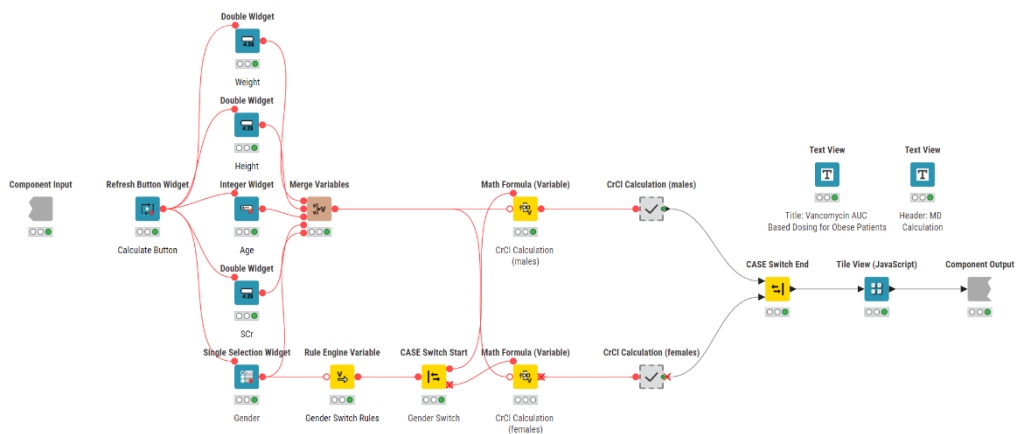 Double Widget
Weight
Double Widget
Height
Text View
Text View
Component Input
Refresh Button Widget
Integer Widget
Merge Variables
Math Formula (Variable)
CrCl Calculation (males)
Calculate Button
Age
CrCl Calculation
(males)
Title: Vancomycin AUC
Based Dosing for Obese Patients
Header: MD
Calculation
Double Widget
CASE Switch End
Tile View (JavaScript)
Component Output
SCr
Single Selection Widget
Rule Engine Variable
CASE Switch Start
Math Formula (Variable)
CrCl Calculation (females)
Gender
Gender Switch Rules
Gender Switch
CrCl Calculation
(females)